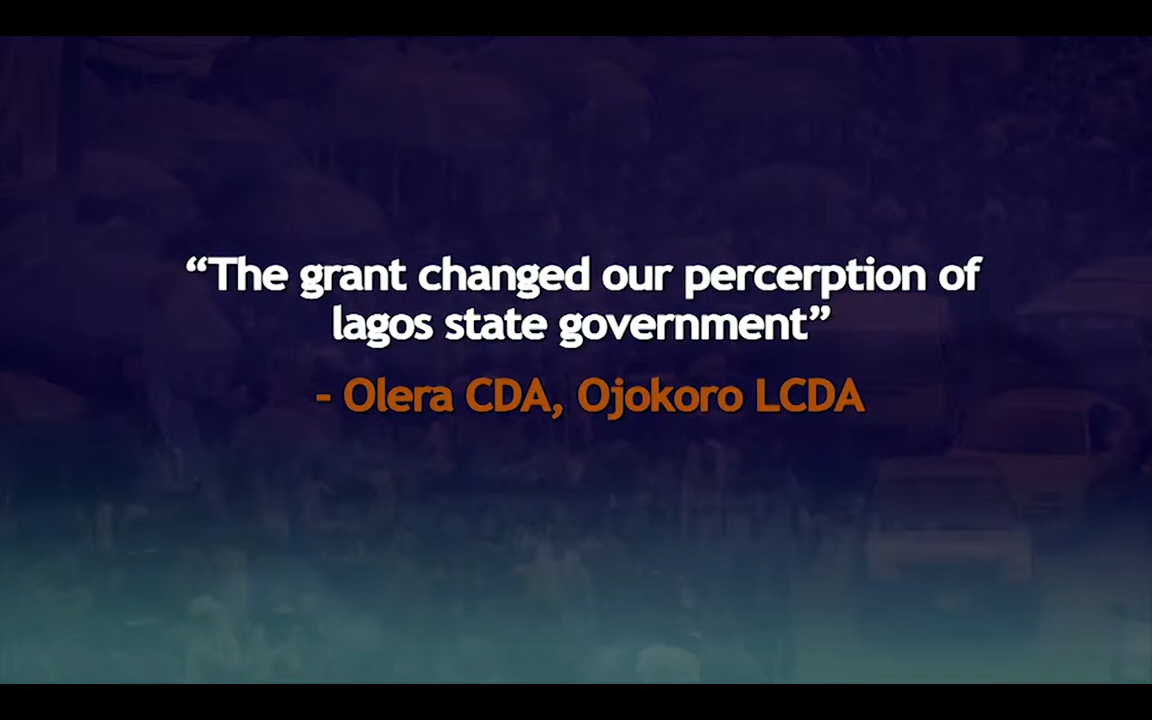 “The grant changed our percerption of
lagos state government”
- Olera CDA, Ojokoro LCDA